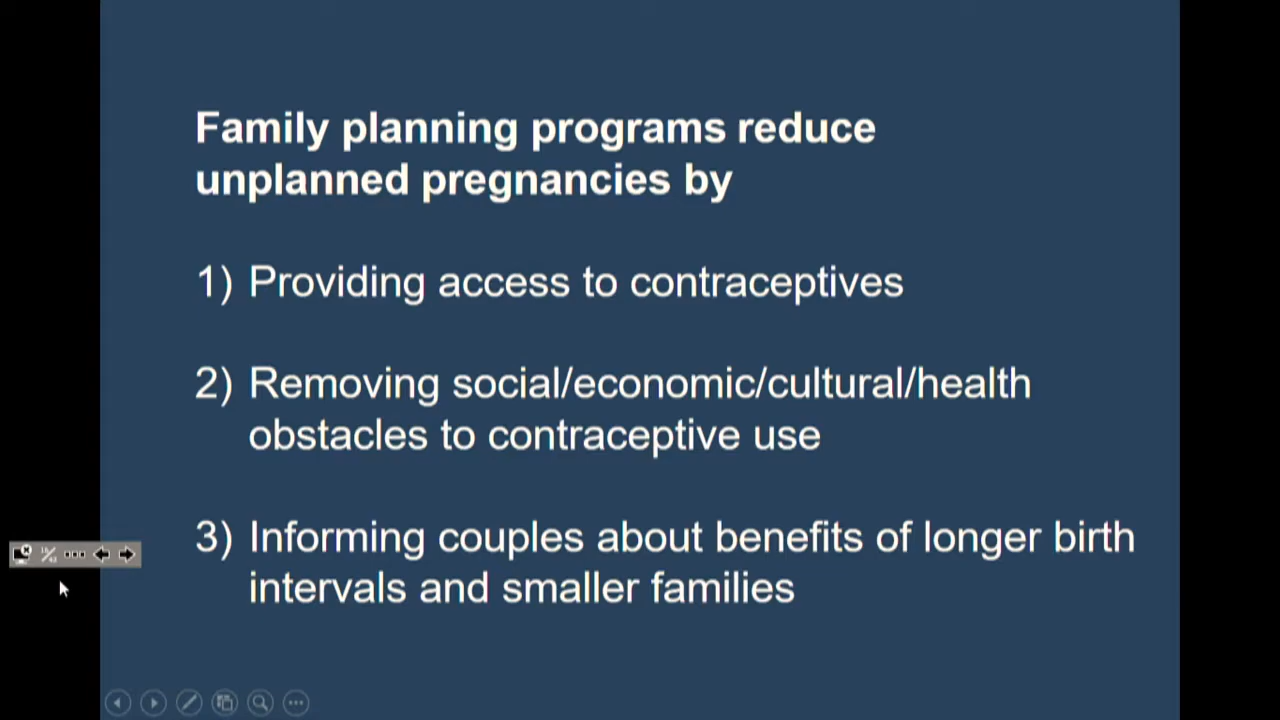 Family planning programs reduce
unplanned pregnancies by
1) Providing access to contraceptives
2) Removing social/economic/cultural/health
obstacles to contraceptive use
3) Informing couples about benefits of longer birth
intervals and smaller families